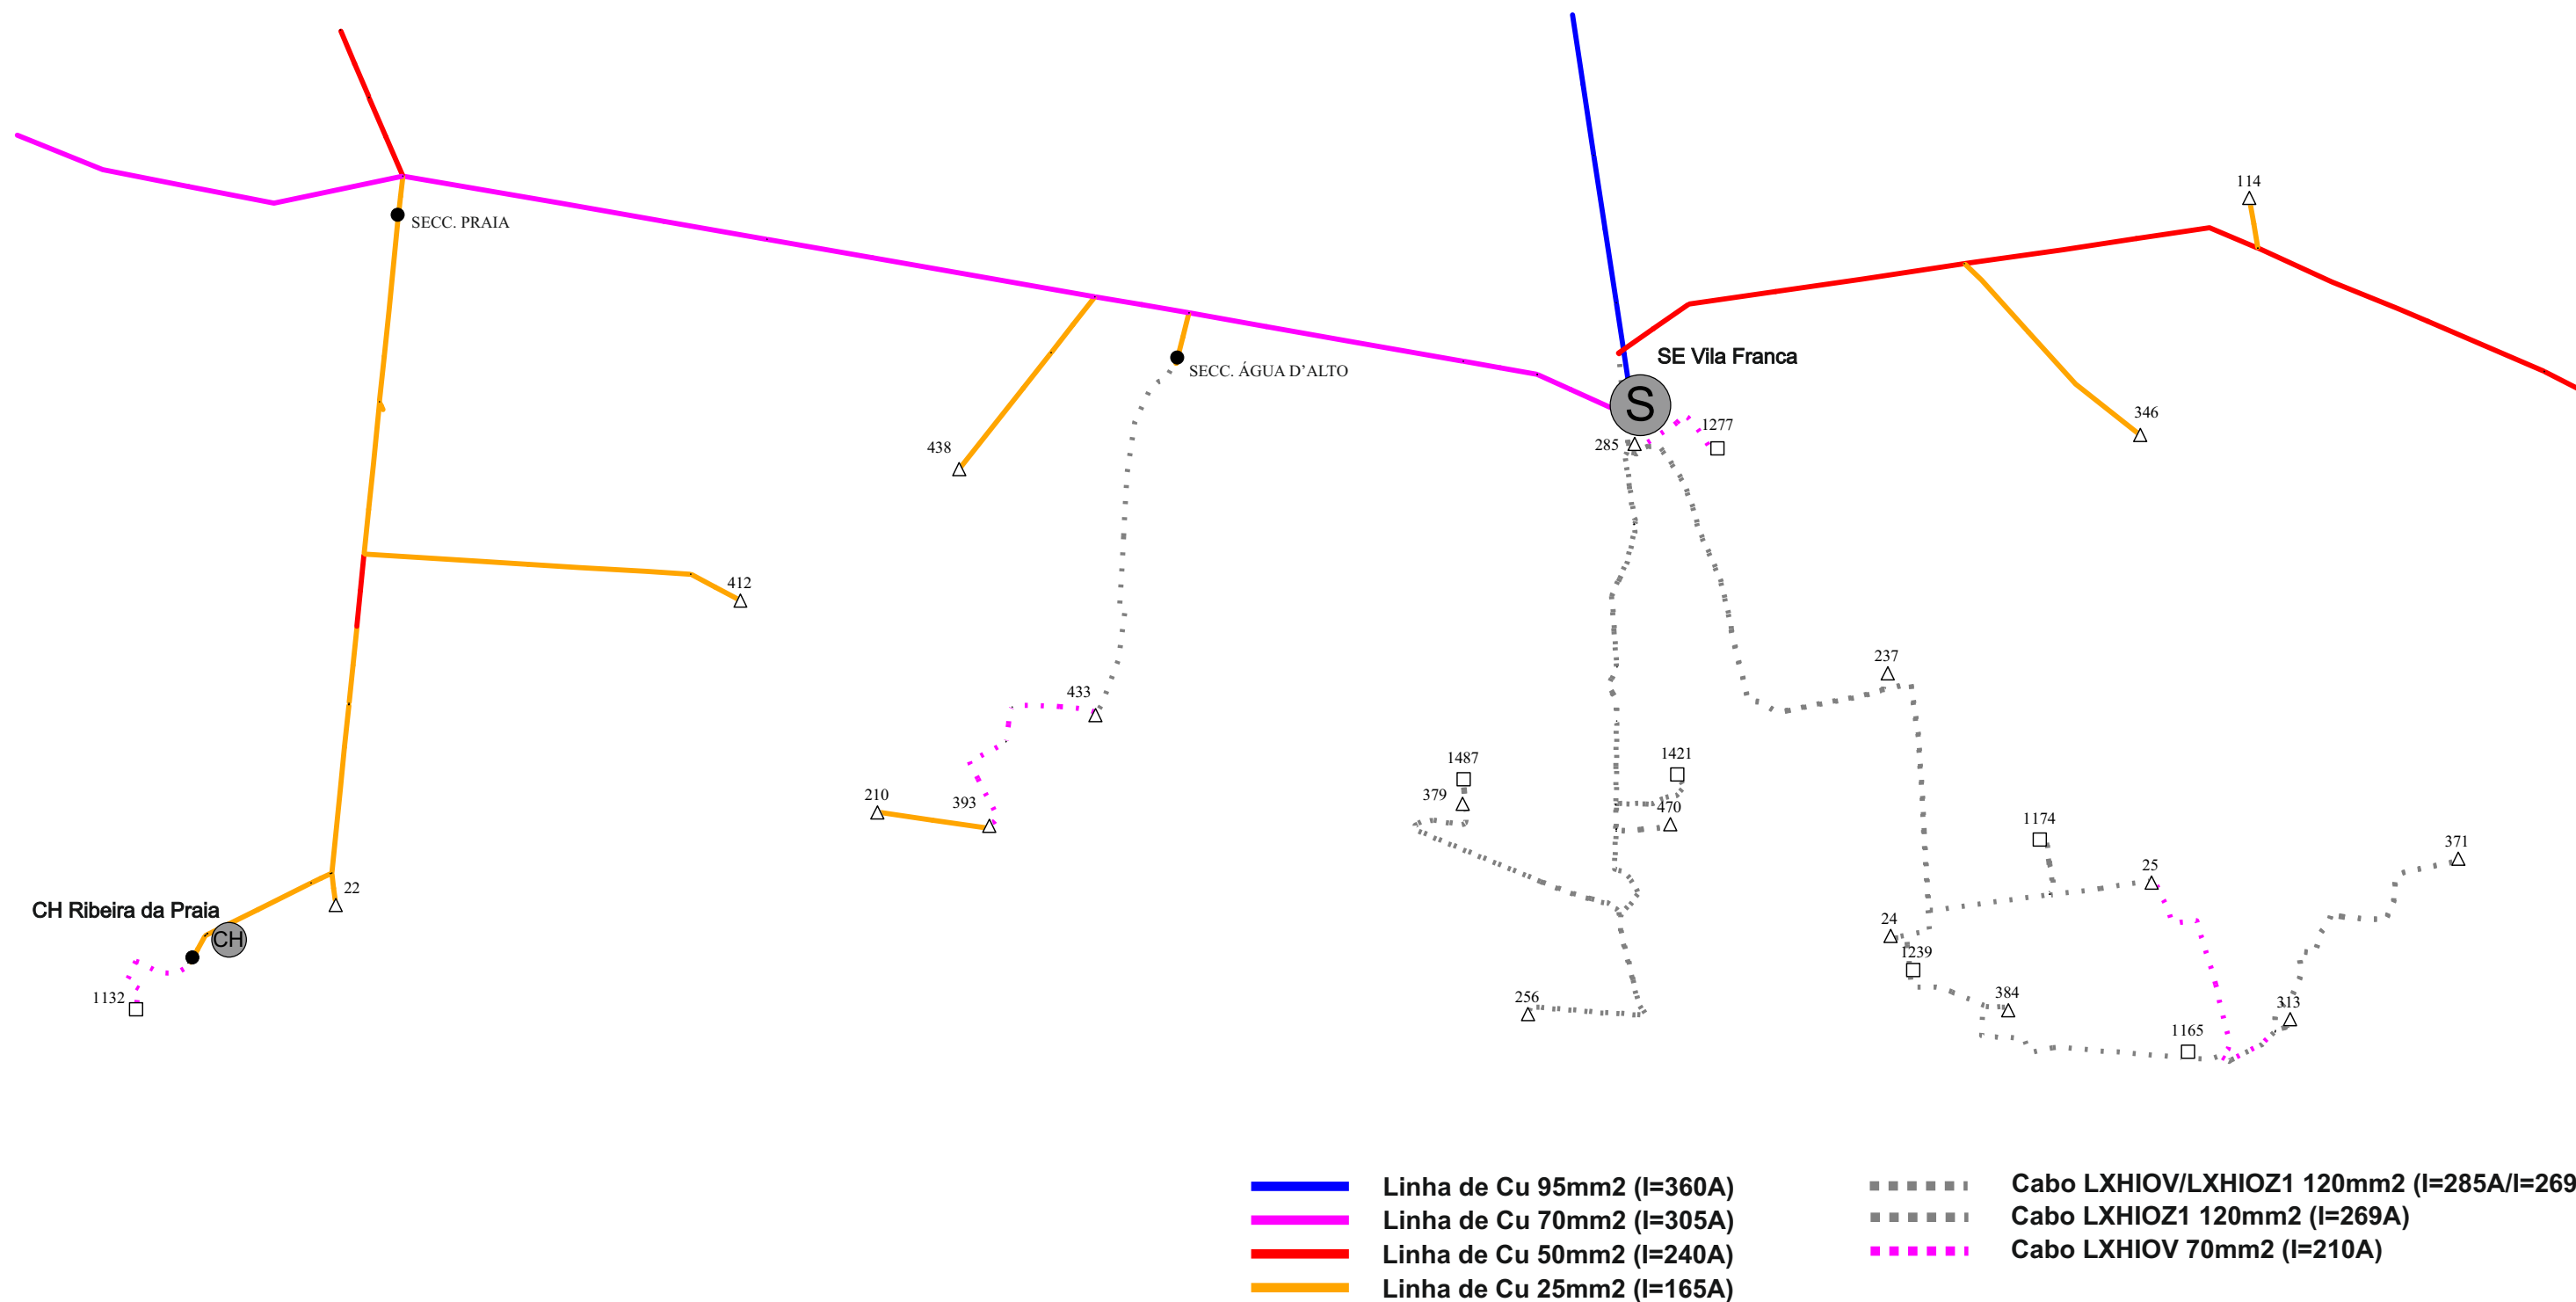 114
SECC. PRAIA
SE Vila Franca
SECC. ÁGUA D'ALTO
S
346
1277
285
438
412
237
433
1487
1421
379
470
210
393
1174
371
25
22
CH Ribeira da Praia
24
CH
1239
1132
256
384
313
1165
Linha de Cu 95mm2 (I=360A)
Linha de Cu 70mm2 (I=305A)
Linha de Cu 50mm2 (I=240A)
Linha de Cu 25mm2 (I=165A)
Cabo LXHIOV/LXHIOZ1 120mm2 (I=285A/I=269
Cabo LXHIOZ1 120mm2 (I=269A)
Cabo LXHIOV 70mm2 (I=210A)